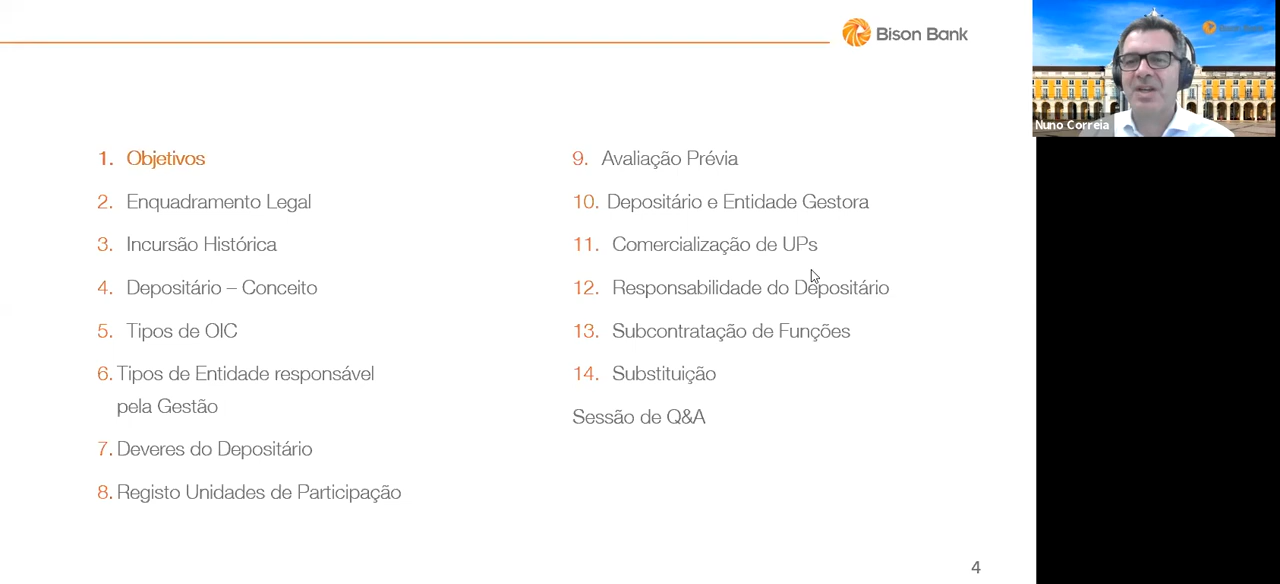 Bison Bank
1. Objetivos
2. Enquadramento Legal
3. Incursão Histórica
4. Depositário – Conceito
5. Tipos de OIC
6. Tipos de Entidade responsável
pela Gestão
7. Deveres do Depositário
8. Registo Unidades de Participação
9. Avaliação Prévia
10. Depositário e Entidade Gestora
11. Comercialização de UPs
12. Responsabilidade do Depositário
13. Subcontratação de Funções
14. Substituição
Sessão de Q&A
4
Nuno Correia